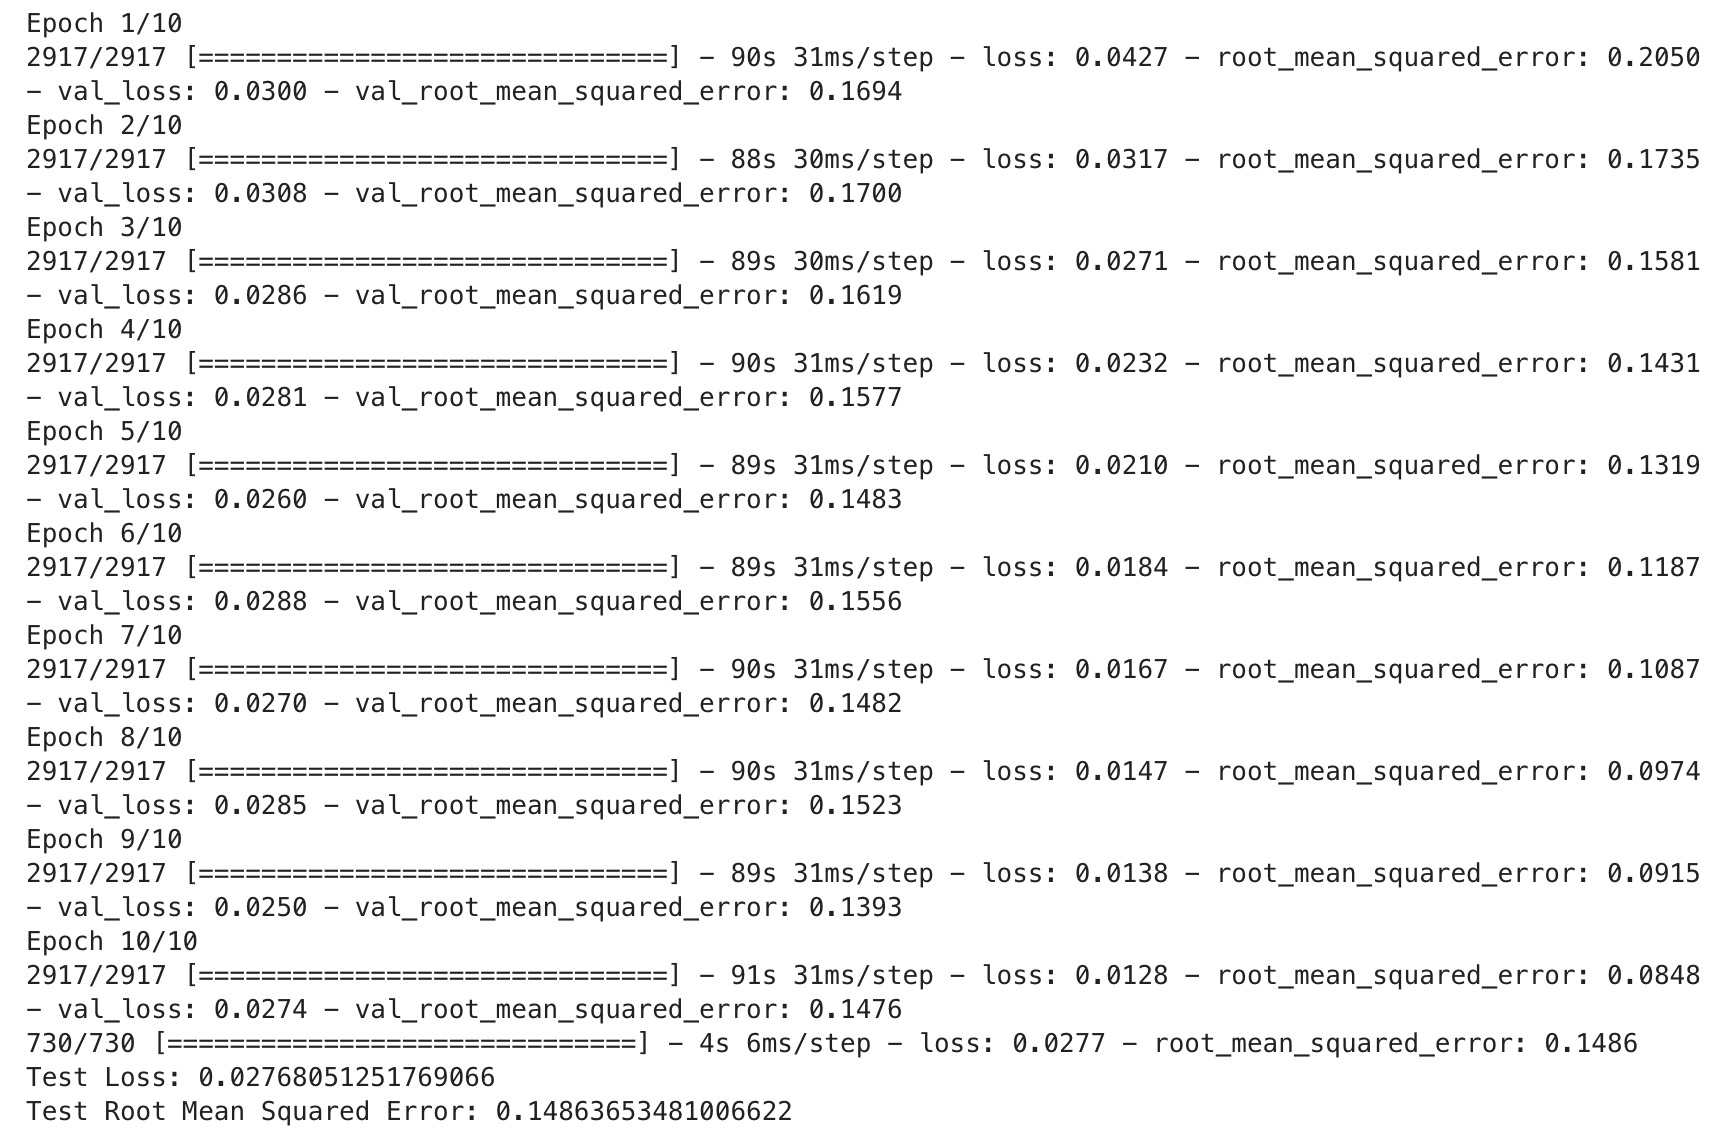 Epoch 1/10
2917/2917 [==============================] - 90s 31ms/step - loss: 0.0427 - root_mean_squared_error: 0.2050
- val_loss: 0.0300 - val_root_mean_squared_error: 0.1694
Epoch 2/10
2917/2917 [==============================] - 88s 30ms/step - loss: 0.0317 - root_mean_squared_error: 0.1735
- val_loss: 0.0308 - val_root_mean_squared_error: 0.1700
Epoch 3/10
2917/2917 [==============================] - 89s 30ms/step - loss: 0.0271 - root_mean_squared_error: 0.1581
- val_loss: 0.0286 - val_root_mean_squared_error: 0.1619
Epoch 4/10
2917/2917 [==============================] - 90s 31ms/step - loss: 0.0232 - root_mean_squared_error: 0.1431
- val_loss: 0.0281 - val_root_mean_squared_error: 0.1577
Epoch 5/10
2917/2917 [==============================] - 89s 31ms/step - loss: 0.0210 - root_mean_squared_error: 0.1319
- val_loss: 0.0260 - val_root_mean_squared_error: 0.1483
Epoch 6/10
2917/2917 [==============================] - 89s 31ms/step - loss: 0.0184 - root_mean_squared_error: 0.1187
- val_loss: 0.0288 - val_root_mean_squared_error: 0.1556
Epoch 7/10
2917/2917 [==============================] - 90s 31ms/step - loss: 0.0167 - root_mean_squared_error: 0.1087
- val_loss: 0.0270 - val_root_mean_squared_error: 0.1482
Epoch 8/10
2917/2917 [==============================] - 90s 31ms/step - loss: 0.0147 - root_mean_squared_error: 0.0974
- val_loss: 0.0285 - val_root_mean_squared_error: 0.1523
Epoch 9/10
2917/2917 [==============================] - 89s 31ms/step - loss: 0.0138 - root_mean_squared_error: 0.0915
- val_loss: 0.0250 - val_root_mean_squared_error: 0.1393
Epoch 10/10
2917/2917 [==============================] - 91s 31ms/step - loss: 0.0128 - root_mean_squared_error: 0.0848
- val_loss: 0.0274 - val_root_mean_squared_error: 0.1476
730/730 [==============================] - 4s 6ms/step - loss: 0.0277 - root_mean_squared_error: 0.1486
Test Loss: 0.02768051251769066
Test Root Mean Squared Error: 0.14863653481006622